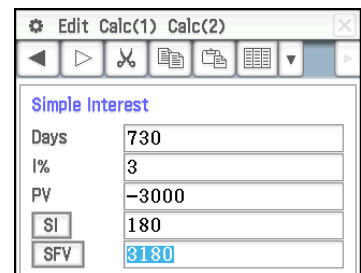 Edit Calc(1) Calc(2)
Simple Interest
Days 730
I% 3
PV -3000
SI 180
SFV 3180